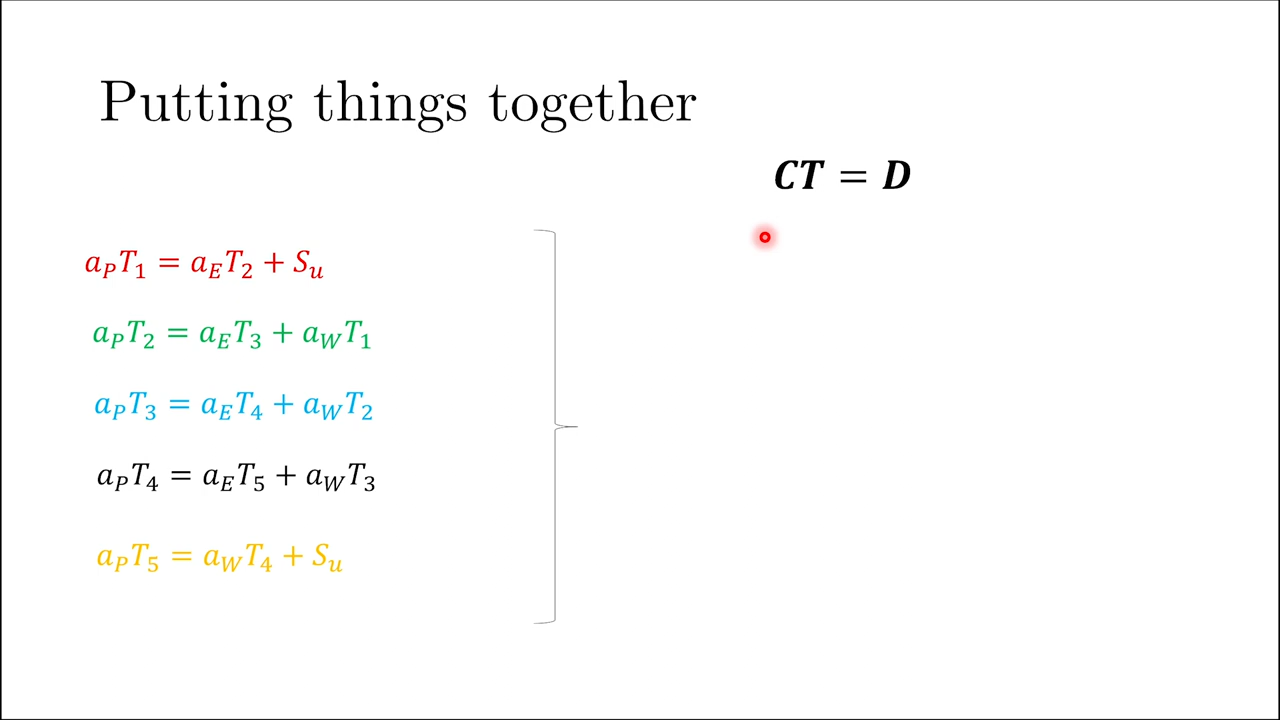 Putting things together
CT = D
a_P T_1 = a_E T_2 + S_u
a_P T_2 = a_E T_3 + a_W T_1
a_P T_3 = a_E T_4 + a_W T_2
a_P T_4 = a_E T_5 + a_W T_3
a_P T_5 = a_W T_4 + S_u